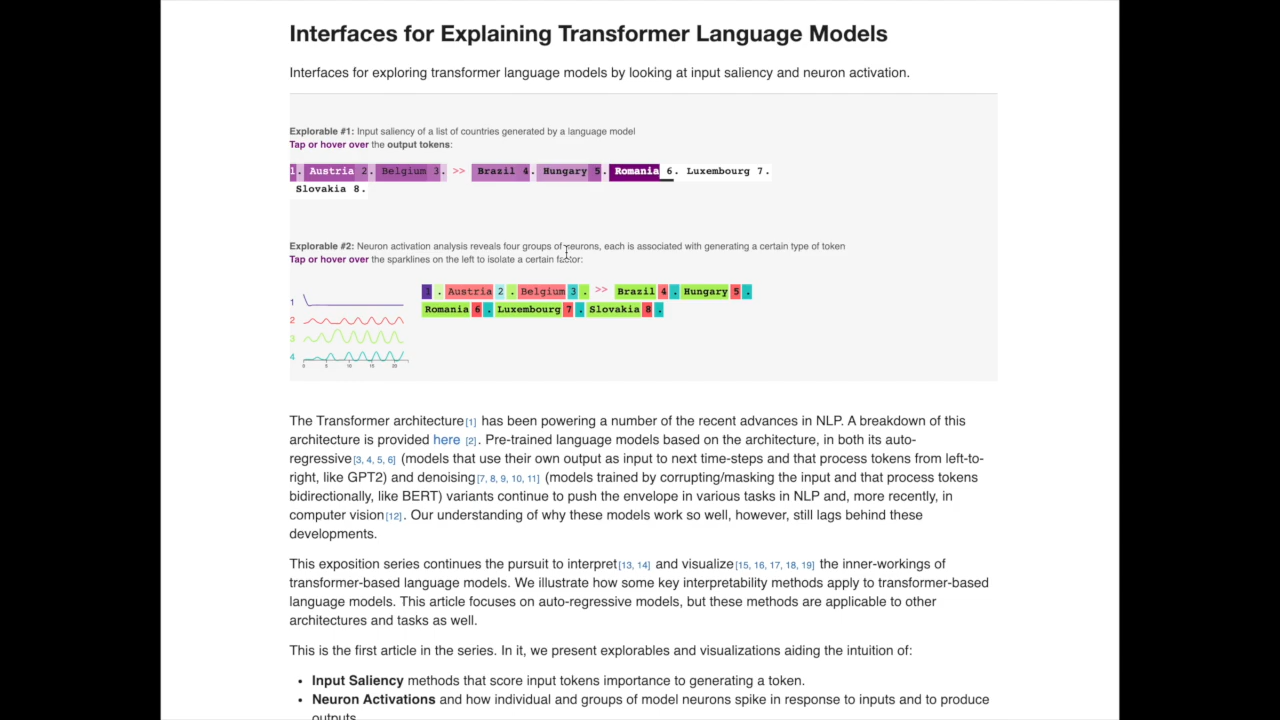 Interfaces for Explaining Transformer Language Models
Interfaces for exploring transformer language models by looking at input saliency and neuron activation.
Explorable #1: Input saliency of a list of countries generated by a language model
Tap or hover over the output tokens:
1. Austria 2. Belgium 3. >> Brazil 4. Hungary 5. Romania 6. Luxembourg 7.
Slovakia 8.
Explorable #2: Neuron activation analysis reveals four groups of neurons, each is associated with generating a certain type of token
Tap or hover over the sparklines on the left to isolate a certain factor:
1
2
3
4
0 5 10 15 20
1. Austria 2. Belgium 3. >> Brazil 4. Hungary 5.
Romania 6. Luxembourg 7. Slovakia 8.
The Transformer architecture[1] has been powering a number of the recent advances in NLP. A breakdown of this
architecture is provided here [2]. Pre-trained language models based on the architecture, in both its auto-
regressive[3, 4, 5, 6] (models that use their own output as input to next time-steps and that process tokens from left-to-
right, like GPT2) and denoising[7, 8, 9, 10, 11] (models trained by corrupting/masking the input and that process tokens
bidirectionally, like BERT) variants continue to push the envelope in various tasks in NLP and, more recently, in
computer vision[12]. Our understanding of why these models work so well, however, still lags behind these
developments.
This exposition series continues the pursuit to interpret[13, 14] and visualize[15, 16, 17, 18, 19] the inner-workings of
transformer-based language models. We illustrate how some key interpretability methods apply to transformer-based
language models. This article focuses on auto-regressive models, but these methods are applicable to other
architectures and tasks as well.
This is the first article in the series. In it, we present explorables and visualizations aiding the intuition of:
• Input Saliency methods that score input tokens importance to generating a token.
• Neuron Activations and how individual and groups of model neurons spike in response to inputs and to produce
outputs.